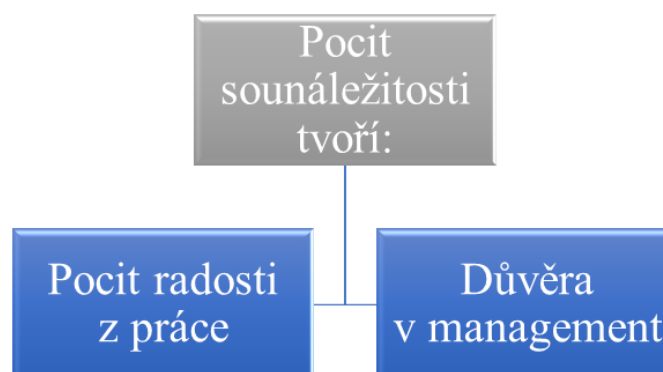 Pocit
sounáležitosti
tvoří:
Pocit radosti
z práce
Důvěra
v management